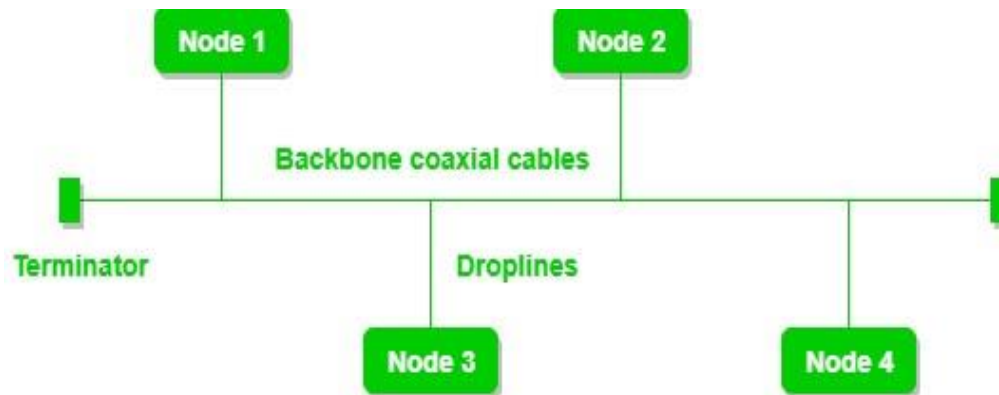 Node 1
Node 2
Backbone coaxial cables
Terminator
Droplines
Node 3
Node 4